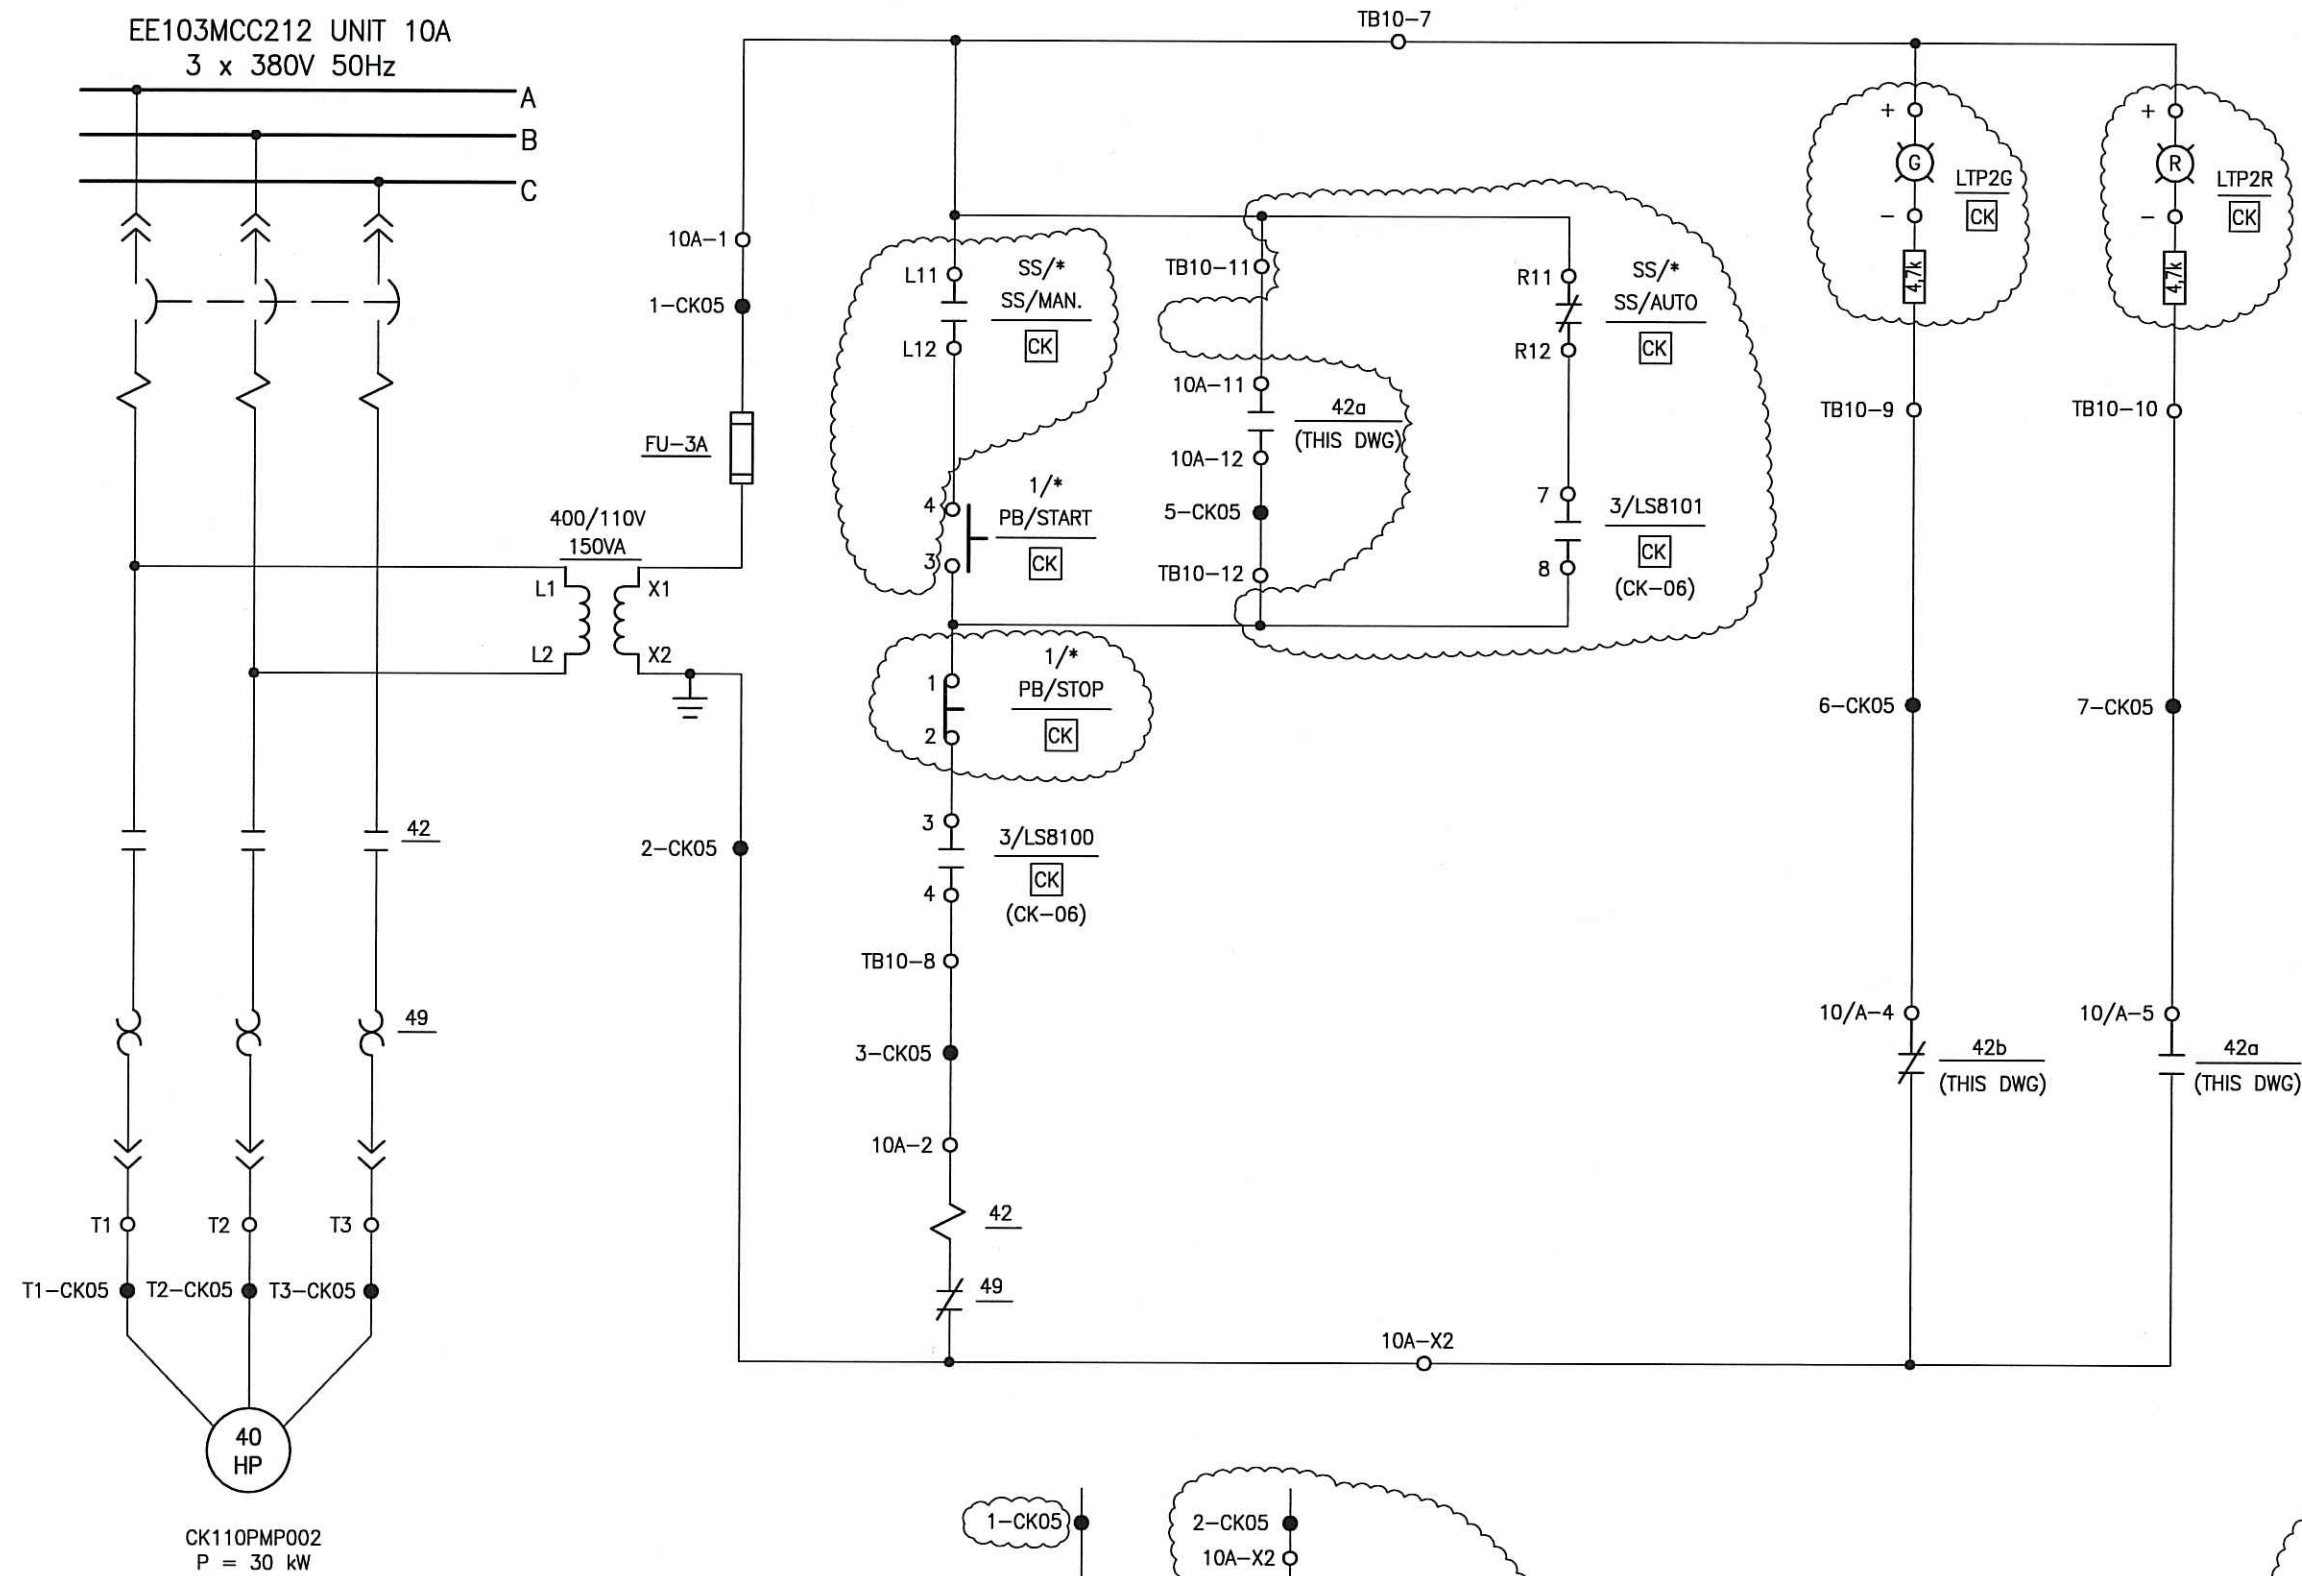 EE103MCC212 UNIT 10A
3 x 380V 50Hz
A
B
C
400/110V
150VA
L1
L2
X1
X2
42
49
T1
T2
T3
T1-CK05
T2-CK05
T3-CK05
40
HP
CK110PMP002
P = 30 kW
10A-1
1-CK05
FU-3A
2-CK05
TB10-7
L11
L12
SS/*
SS/MAN.
CK
4
3
1/*
PB/START
CK
TB10-11
10A-11
10A-12
42a
(THIS DWG)
5-CK05
TB10-12
R11
R12
SS/*
SS/AUTO
CK
7
8
3/LS8101
CK
(CK-06)
1
2
1/*
PB/STOP
CK
3
4
3/LS8100
CK
(CK-06)
TB10-8
3-CK05
10A-2
42
49
10A-X2
+
G
-
LTP2G
CK
4,7k
TB10-9
6-CK05
10/A-4
42b
(THIS DWG)
+
R
-
LTP2R
CK
4,7k
TB10-10
7-CK05
10/A-5
42a
(THIS DWG)
1-CK05
2-CK05
10A-X2